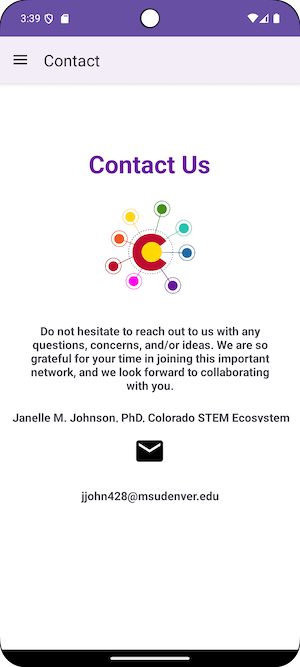 3:39
Contact
Contact Us
Do not hesitate to reach out to us with any
questions, concerns, and/or ideas. We are so
grateful for your time in joining this important
network, and we look forward to collaborating
with you.
Janelle M. Johnson, PhD, Colorado STEM Ecosystem
jjohn428@msudenver.edu